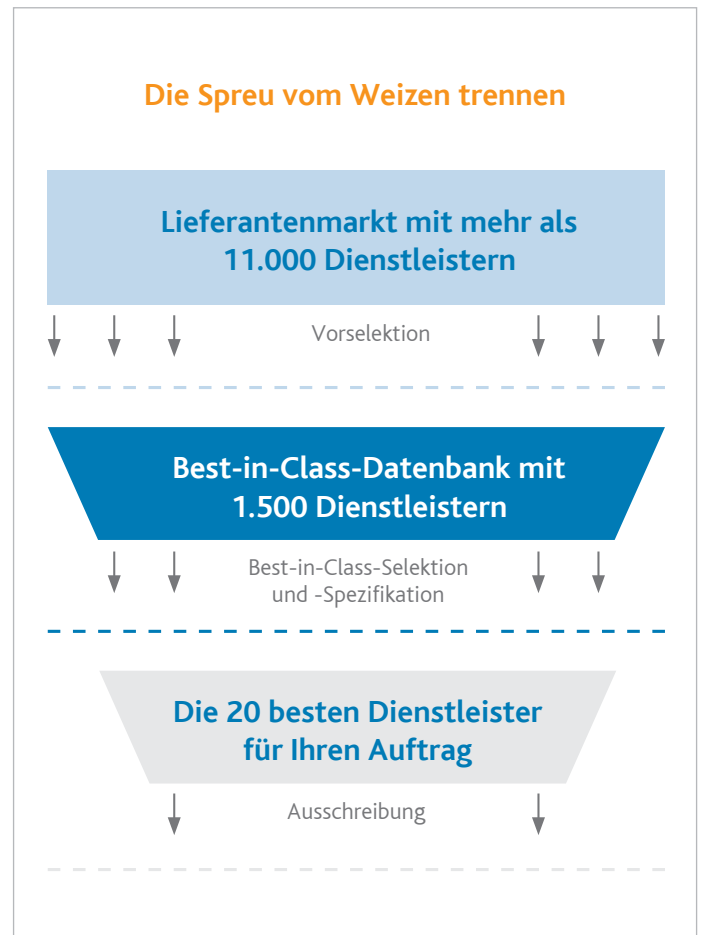 Die Spreu vom Weizen trennen
Lieferantenmarkt mit mehr als
11.000 Dienstleistern
Vorselektion
Best-in-Class-Datenbank mit
1.500 Dienstleistern
Best-in-Class-Selektion
und -Spezifikation
Die 20 besten Dienstleister
für Ihren Auftrag
Ausschreibung